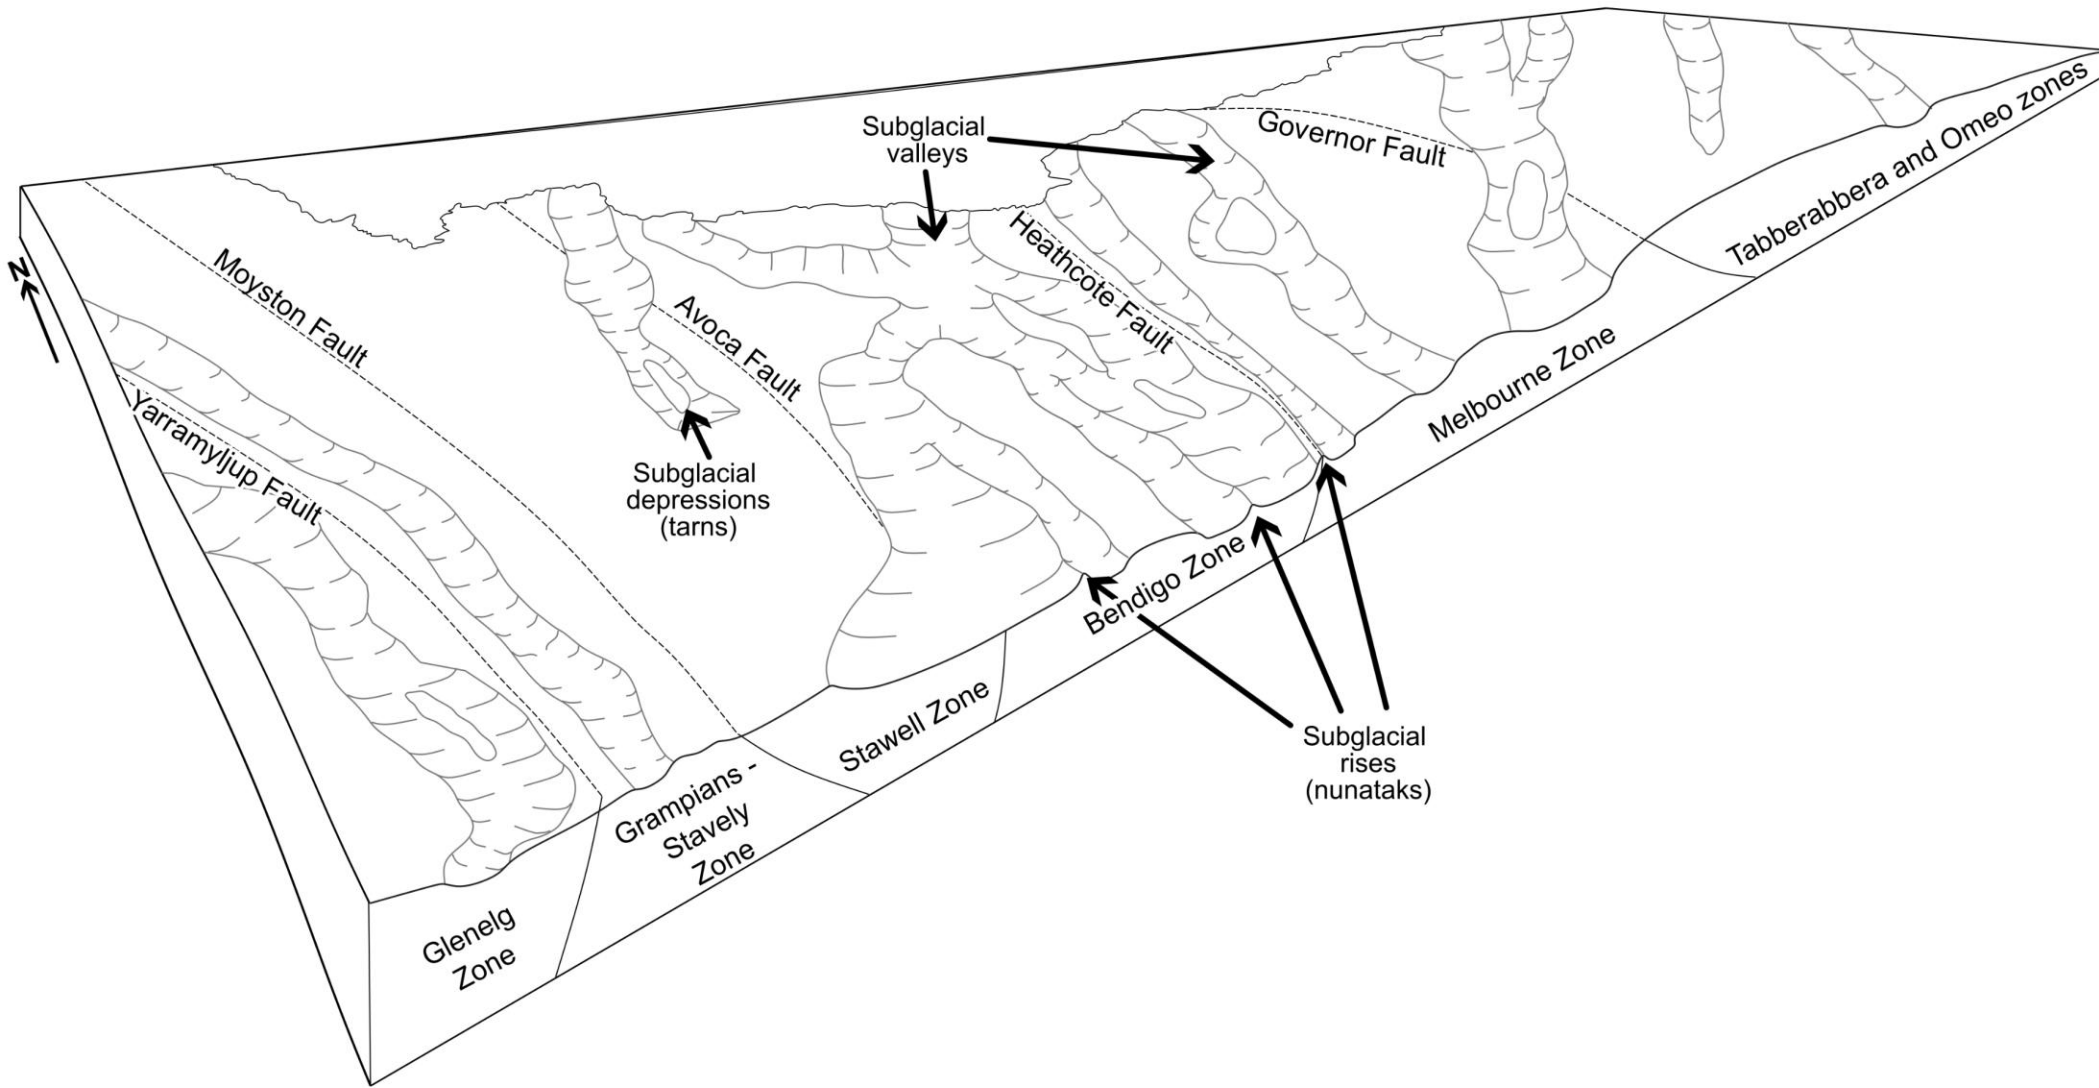 Subglacial
valleys
Governor Fault
Tabberabbera and Omeo zones
N
Moyston Fault
Heathcote Fault
Avoca Fault
Melbourne Zone
Yarramyljup Fault
Subglacial
depressions
(tarns)
Bendigo Zone
Stawell Zone
Subglacial
rises
(nunataks)
Grampians -
Stavely
Zone
Glenelg
Zone